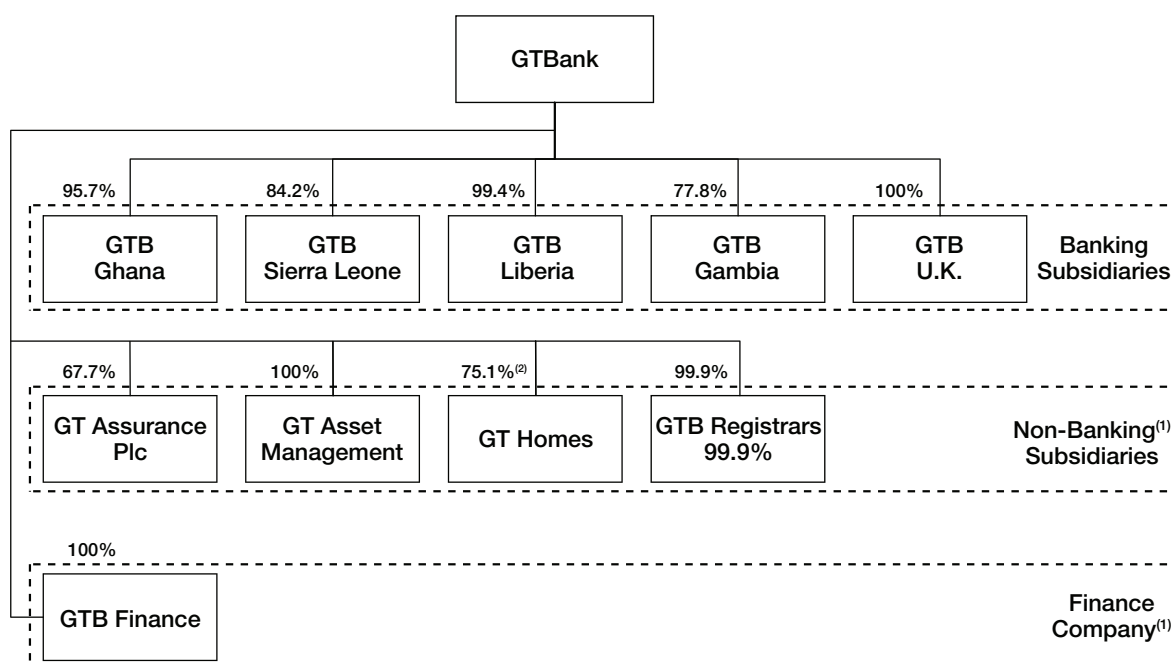 GTBank
95.7%
84.2%
99.4%
77.8%
100%
GTB
Ghana
GTB
Sierra Leone
GTB
Liberia
GTB
Gambia
GTB
U.K.
Banking
Subsidiaries
67.7%
100%
75.1%(2)
99.9%
GT Assurance
Plc
GT Asset
Management
GT Homes
GTB Registrars
99.9%
Non-Banking(1)
Subsidiaries
100%
GTB Finance
Finance
Company(1)